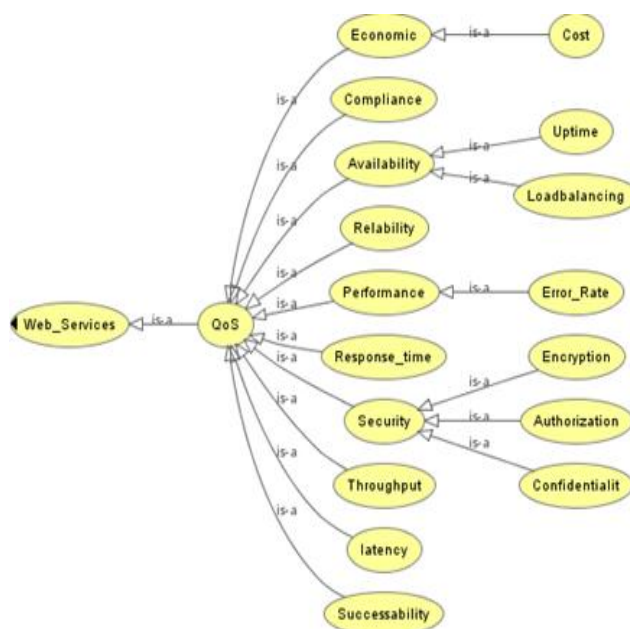 Economic
is-a
Cost
is-a
Compliance
is-a
Uptime
is-a
Availability
is-a
is-a
Loadbalancing
is-a
Relability
is-a
Performance
is-a
Error_Rate
is-a
Web_Services
is-a
QoS
is-a
Response_time
is-a
Encryption
is-a
Security
is-a
Authorization
is-a
is-a
Confidentialit
Throughput
is-a
is-a
latency
Successability